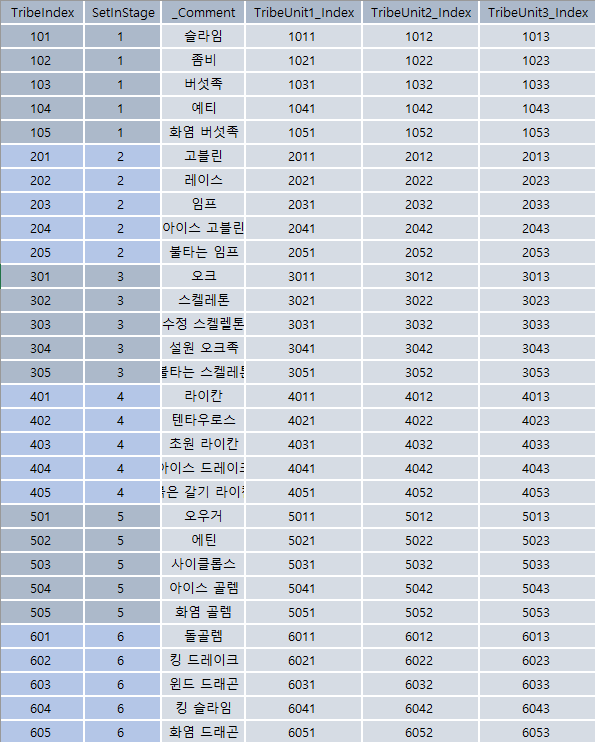 TribeIndex SetInStage _Comment TribeUnit1_Index TribeUnit2_Index TribeUnit3_Index
101 1 슬라임 1011 1012 1013
102 1 좀비 1021 1022 1023
103 1 버섯족 1031 1032 1033
104 1 예티 1041 1042 1043
105 1 화염 버섯족 1051 1052 1053
201 2 고블린 2011 2012 2013
202 2 레이스 2021 2022 2023
203 2 임프 2031 2032 2033
204 2 아이스 고블린 2041 2042 2043
205 2 불타는 임프 2051 2052 2053
301 3 오크 3011 3012 3013
302 3 스켈레톤 3021 3022 3023
303 3 수정 스켈렐톤 3031 3032 3033
304 3 설원 오크족 3041 3042 3043
305 3 불타는 스켈레톤 3051 3052 3053
401 4 라이칸 4011 4012 4013
402 4 텐타우로스 4021 4022 4023
403 4 초원 라이칸 4031 4032 4033
404 4 아이스 드레이크 4041 4042 4043
405 4 갈기 4051 4052 4053
501 5 오우거 5011 5012 5013
502 5 에틴 5021 5022 5023
503 5 사이클롭스 5031 5032 5033
504 5 아이스 골렘 5041 5042 5043
505 5 화염 골렘 5051 5052 5053
601 6 돌골렘 6011 6012 6013
602 6 킹 드레이크 6021 6022 6023
603 6 윈드 드래곤 6031 6032 6033
604 6 킹 슬라임 6041 6042 6043
605 6 화염 드래곤 6051 6052 6053